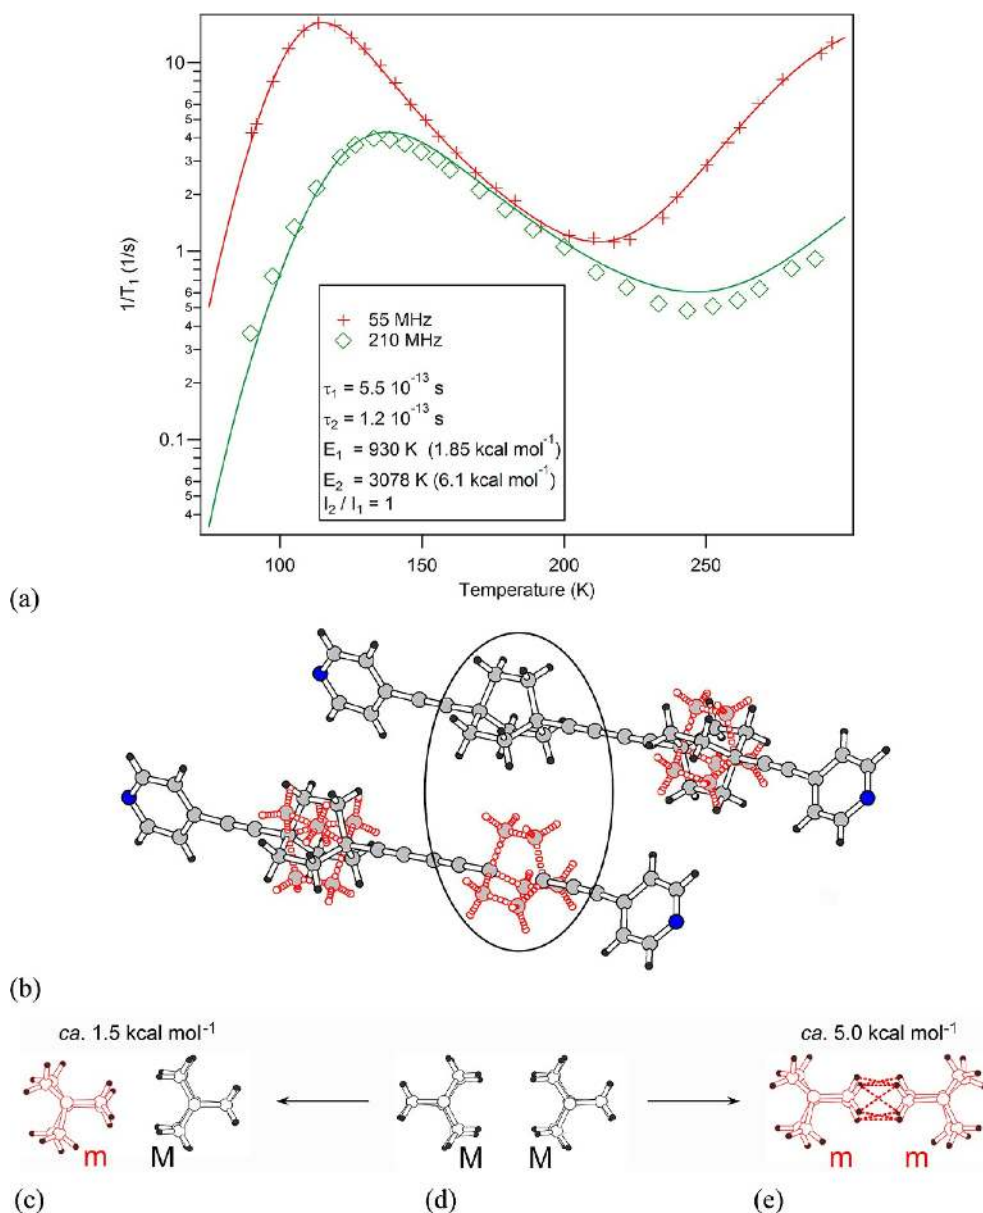 10
6
4
2
1
6
5
4
3
2
0.1
6
5
4
1/T1 (1/s)
55 MHz
210 MHz
τ1 = 5.5 10-13 s
τ2 = 1.2 10-13 s
E1 = 930 K (1.85 kcal mol-1)
E2 = 3078 K (6.1 kcal mol-1)
I2 / I1 = 1
100 150 200 250
Temperature (K)
(a)
(b)
ca. 1.5 kcal mol-1 ca. 5.0 kcal mol-1
m M M M m m
(c) (d) (e)